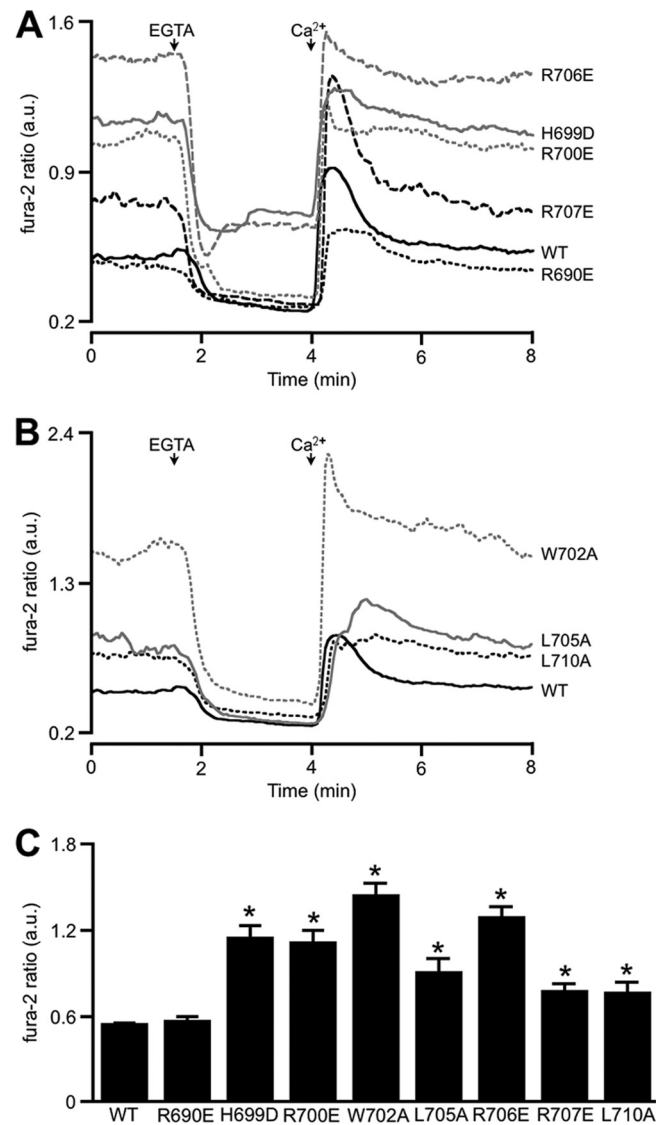 A
1.6
0.9
0.2
fura-2 ratio (a.u.)
EGTA
Ca²⁺
R706E
H699D
R700E
R707E
WT
R690E
0 2 4 6 8
Time (min)
B
2.4
1.3
0.2
fura-2 ratio (a.u.)
EGTA
Ca²⁺
W702A
L705A
L710A
WT
0 2 4 6 8
Time (min)
C
1.8
1.2
0.6
0
fura-2 ratio (a.u.)
* * * * * * *
WT R690E H699D R700E W702A L705A R706E R707E L710A